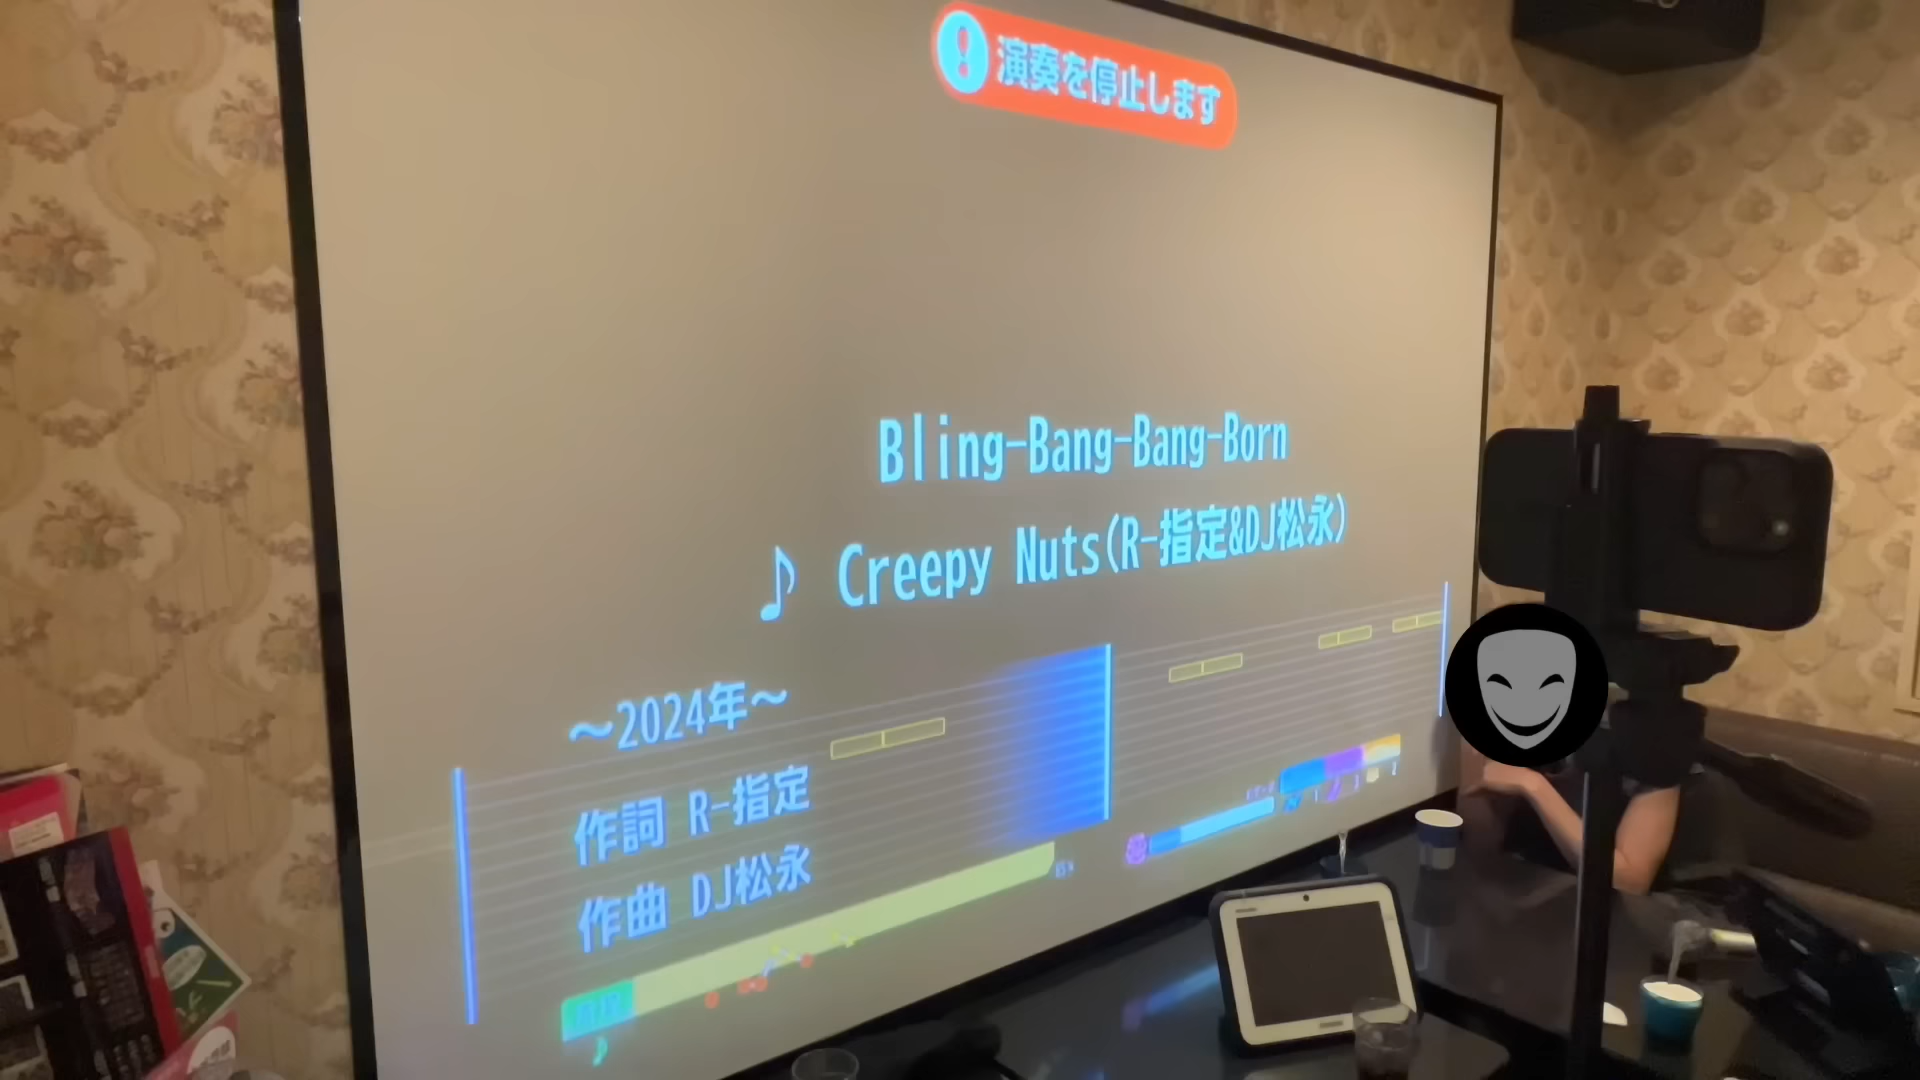 演奏を停止します
Bling-Bang-Bang-Born
♪ Creepy Nuts(R-指定&DJ松永)
～2024年～
作詞 R-指定
作曲 DJ松永